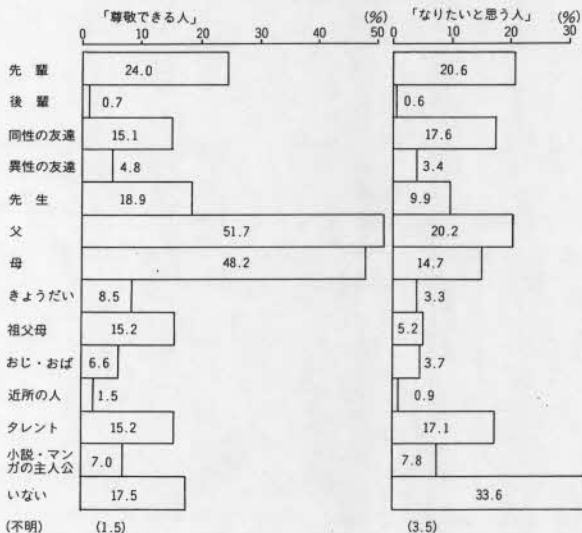 「尊敬できる人」 (%) 「なりたいと思う人」 (%)
0 10 20 30 40 50 0 10 20 30
先輩 24.0 20.6
後輩 0.7 0.6
同性の友達 15.1 17.6
異性の友達 4.8 3.4
先生 18.9 9.9
父 51.7 20.2
母 48.2 14.7
きょうだい 8.5 3.3
祖父母 15.2 5.2
おじ・おば 6.6 3.7
近所の人 1.5 0.9
タレント 15.2 17.1
小説・マン
ガの主人公 7.0 7.8
いない 17.5 33.6
(不明) (1.5) (3.5)